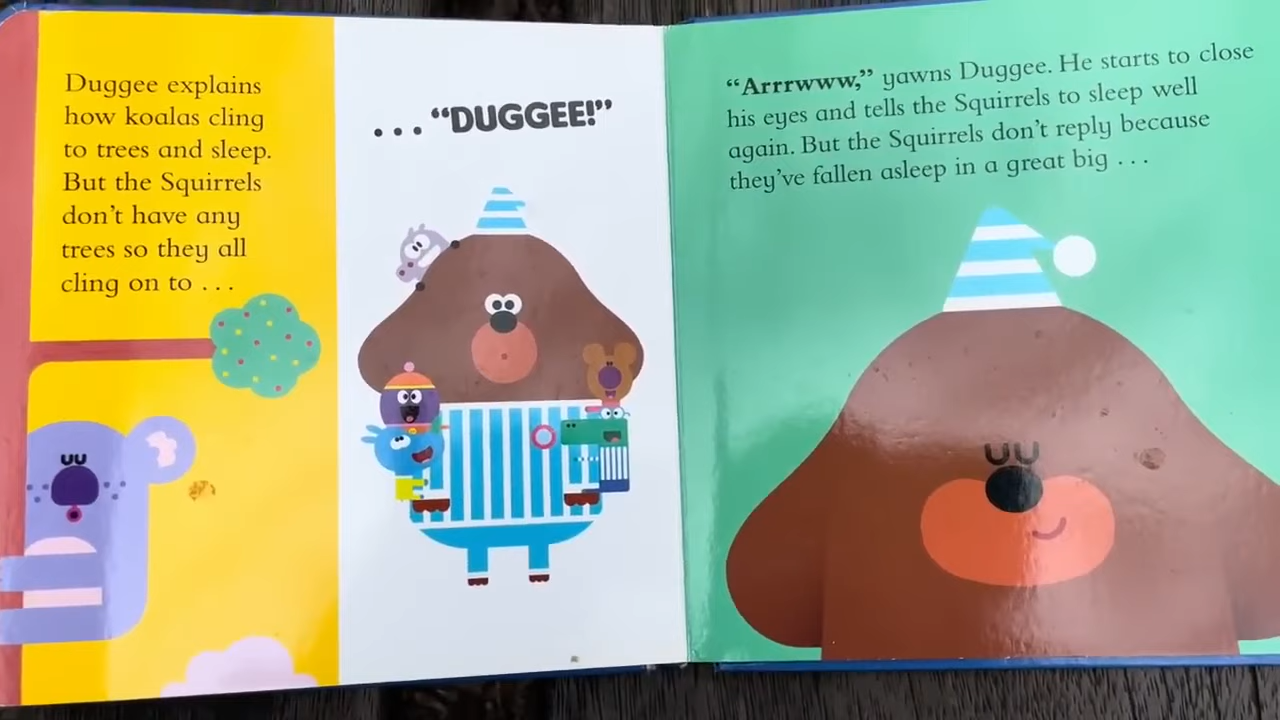 Duggee explains
how koalas cling
to trees and sleep.
But the Squirrels
don't have any
trees so they all
cling on to . . .
. . . “DUGGEE!”
“Arrrwww,” yawns Duggee. He starts to close
his eyes and tells the Squirrels to sleep well
again. But the Squirrels don't reply because
they've fallen asleep in a great big . . .